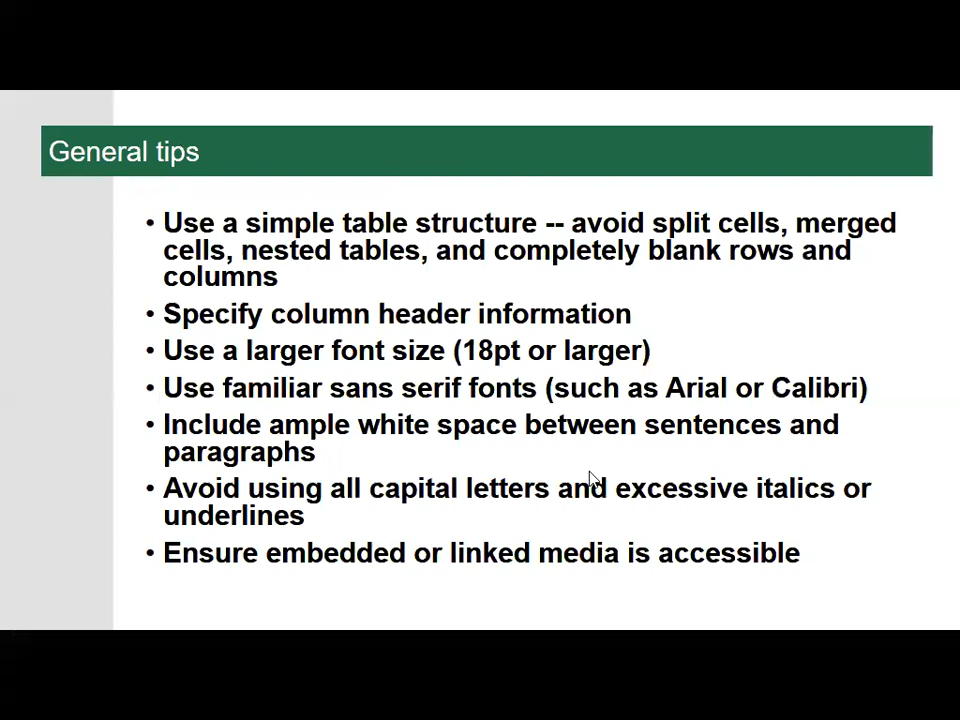 General tips
• Use a simple table structure -- avoid split cells, merged
cells, nested tables, and completely blank rows and
columns
• Specify column header information
• Use a larger font size (18pt or larger)
• Use familiar sans serif fonts (such as Arial or Calibri)
• Include ample white space between sentences and
paragraphs
• Avoid using all capital letters and excessive italics or
underlines
• Ensure embedded or linked media is accessible